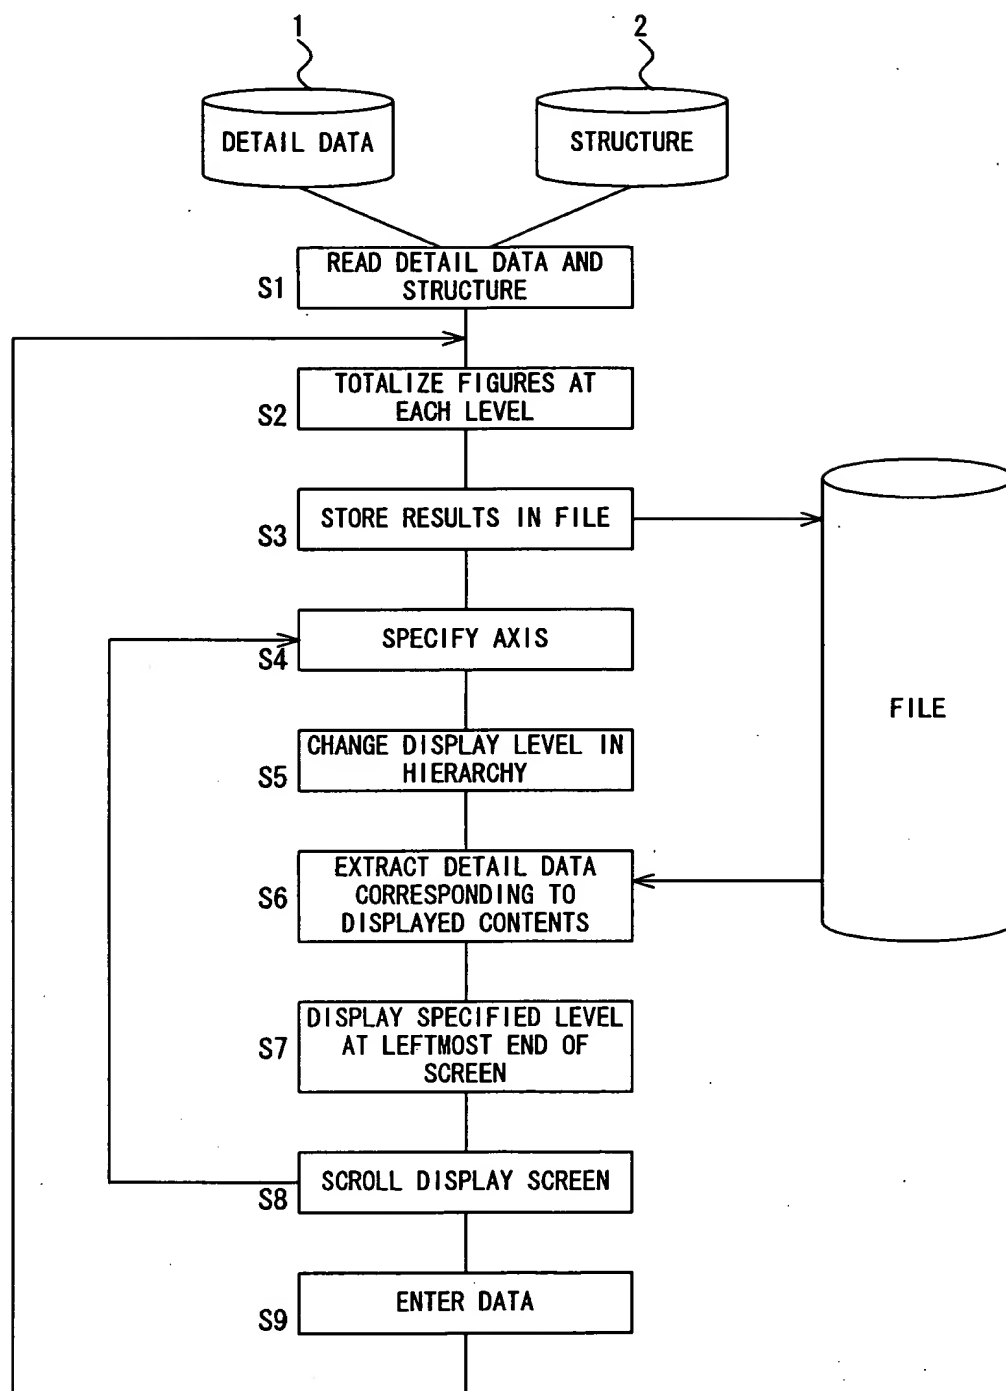 1
2
DETAIL DATA
STRUCTURE
READ DETAIL DATA AND
STRUCTURE
S1
TOTALIZE FIGURES AT
EACH LEVEL
S2
STORE RESULTS IN FILE
S3
SPECIFY AXIS
S4
FILE
CHANGE DISPLAY LEVEL IN
HIERARCHY
S5
EXTRACT DETAIL DATA
CORRESPONDING TO
DISPLAYED CONTENTS
S6
DISPLAY SPECIFIED LEVEL
AT LEFTMOST END OF
SCREEN
S7
SCROLL DISPLAY SCREEN
S8
ENTER DATA
S9